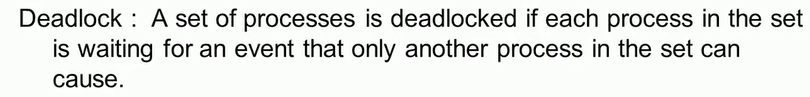 Deadlock : A set of processes is deadlocked if each process in the set
is waiting for an event that only another process in the set can
cause.